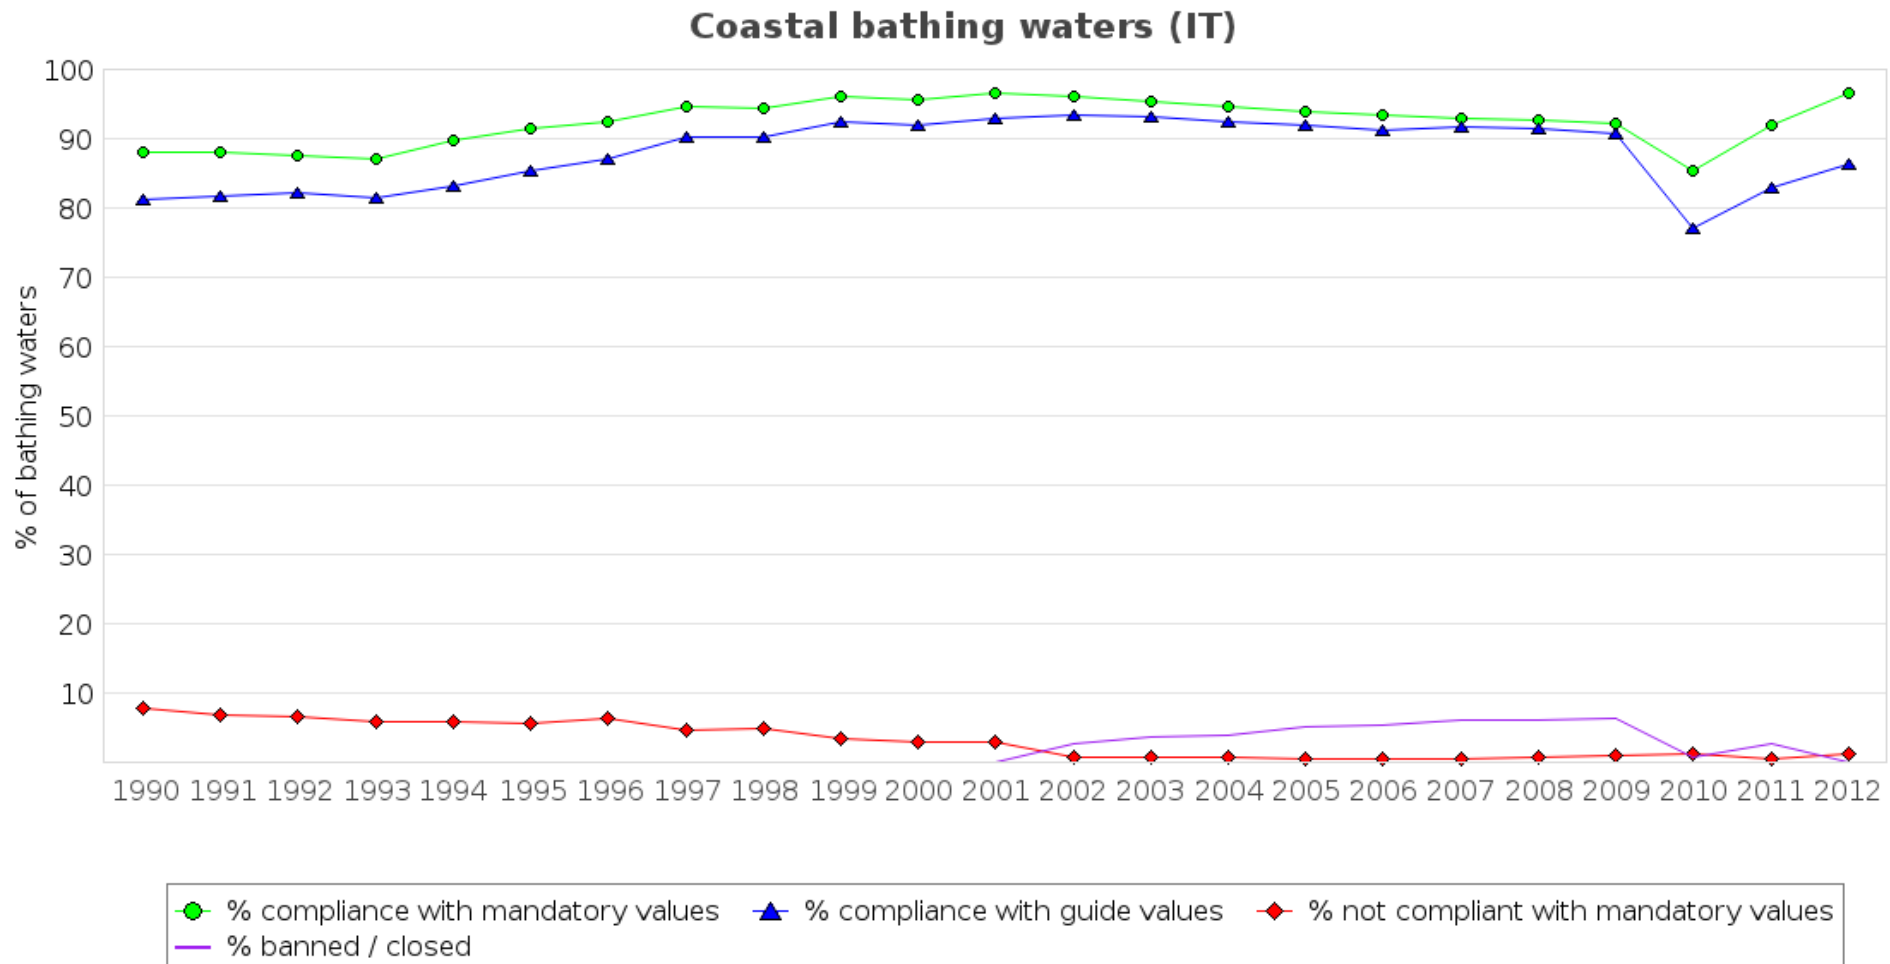 Coastal bathing waters (IT)
100
90
80
70
60
50
40
30
20
10
% of bathing waters
1990 1991 1992 1993 1994 1995 1996 1997 1998 1999 2000 2001 2002 2003 2004 2005 2006 2007 2008 2009 2010 2011 2012
% compliance with mandatory values % compliance with guide values % not compliant with mandatory values
% banned / closed